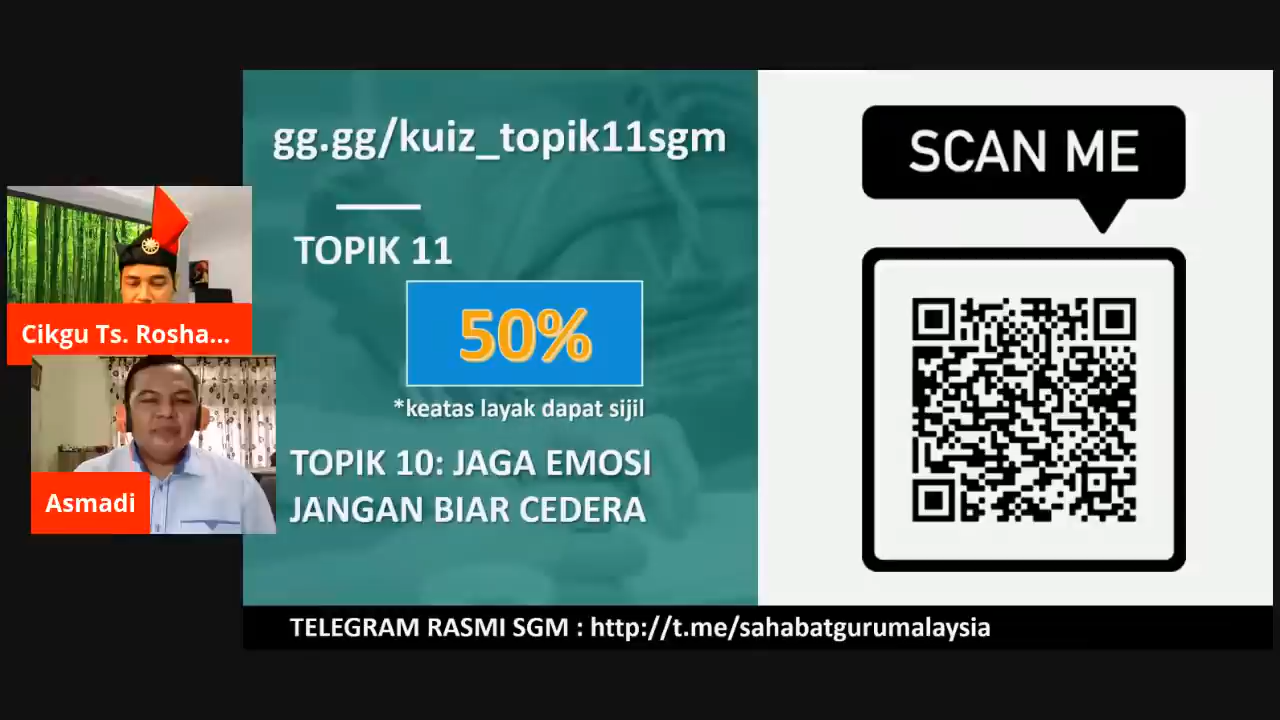 gg.gg/kuiz_topik11sgm
TOPIK 11
50%
*keatas layak dapat sijil
TOPIK 10: JAGA EMOSI
JANGAN BIAR CEDERA
SCAN ME
Cikgu Ts. Rosha...
Asmadi
TELEGRAM RASMI SGM : http://t.me/sahabatgurumalaysia